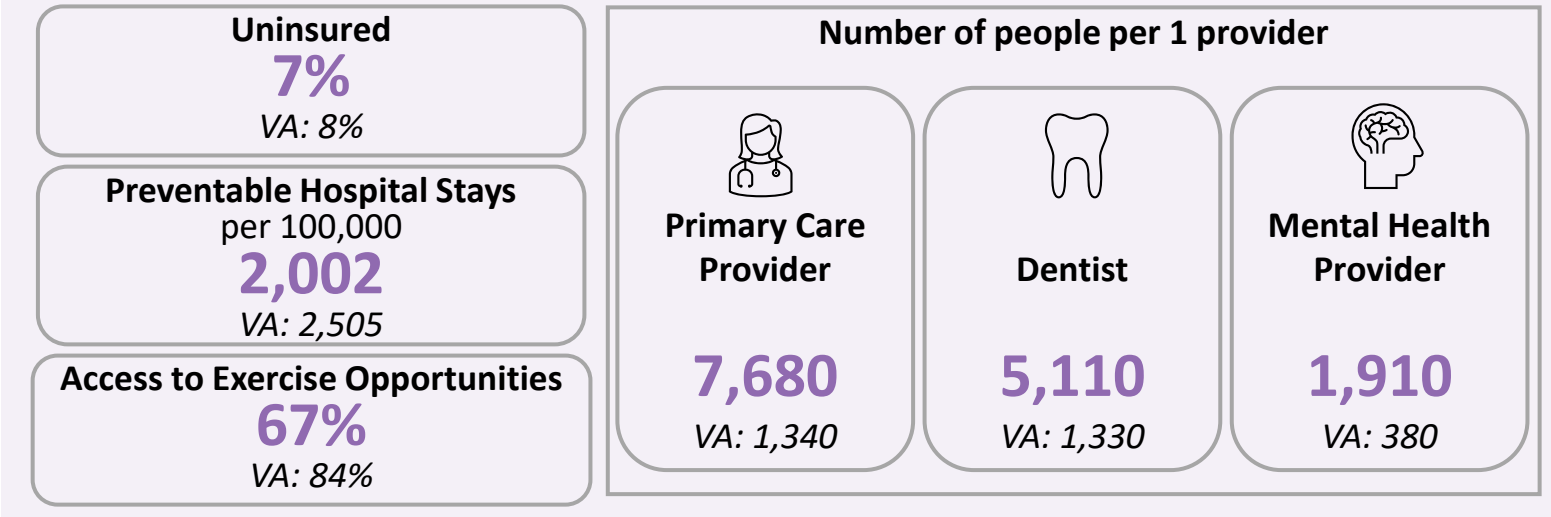 Uninsured
7%
VA: 8%
Preventable Hospital Stays
per 100,000
2,002
VA: 2,505
Access to Exercise Opportunities
67%
VA: 84%
Number of people per 1 provider
Primary Care
Provider
7,680
VA: 1,340
Dentist
5,110
VA: 1,330
Mental Health
Provider
1,910
VA: 380